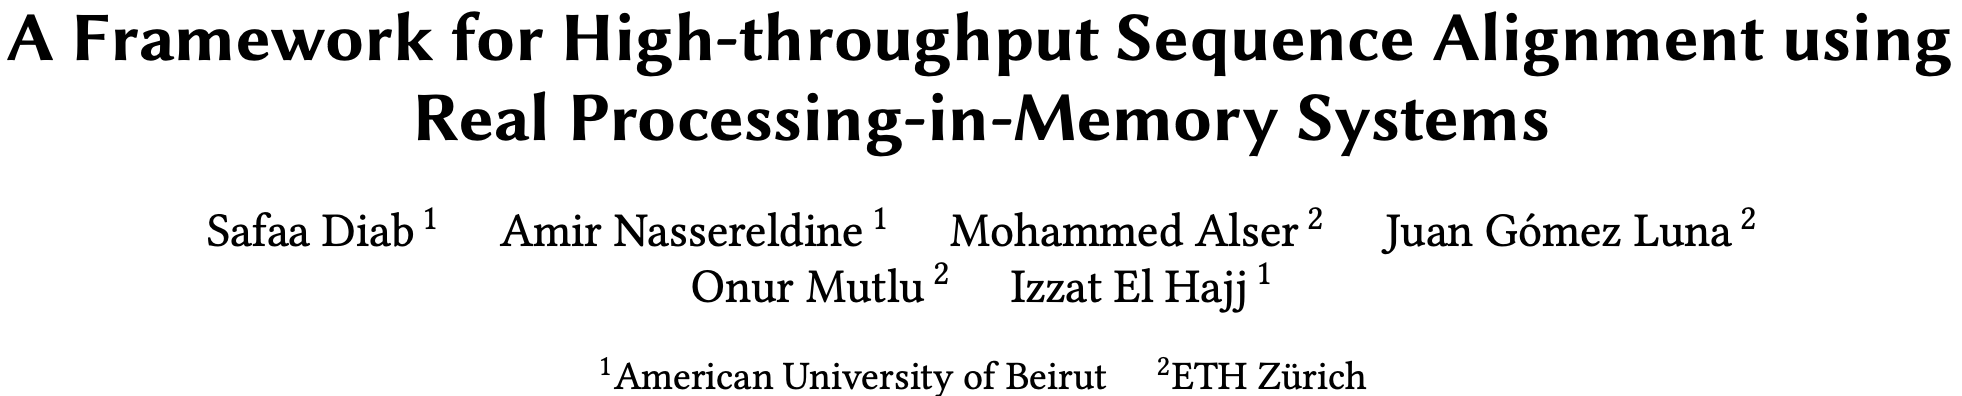 A Framework for High-throughput Sequence Alignment using
Real Processing-in-Memory Systems
Safaa Diab 1 Amir Nassereldine 1 Mohammed Alser 2 Juan Gómez Luna 2
Onur Mutlu 2 Izzat El Hajj 1
1American University of Beirut 2ETH Zürich